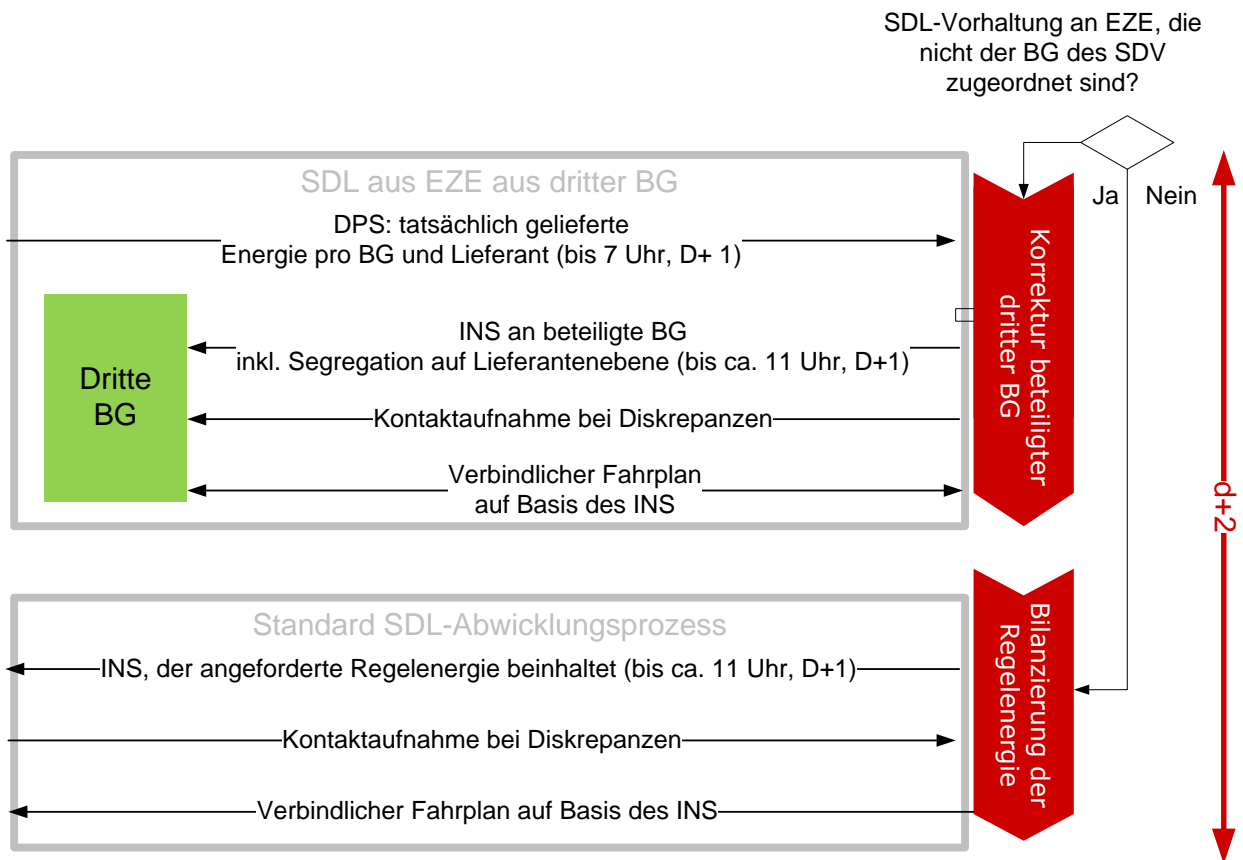 SDL-Vorhaltung an EZE, die
nicht der BG des SDV
zugeordnet sind?
Ja
Nein
SDL aus EZE aus dritter BG
DPS: tatsächlich gelieferte
Energie pro BG und Lieferant (bis 7 Uhr, D+ 1)
INS an beteiligte BG
inkl. Segregation auf Lieferantenebene (bis ca. 11 Uhr, D+1)
Dritte
BG
Kontaktaufnahme bei Diskrepanzen
Verbindlicher Fahrplan
auf Basis des INS
Korrektur beteiligter
dritter BG
d+2
Standard SDL-Abwicklungsprozess
INS, der angeforderte Regelenergie beinhaltet (bis ca. 11 Uhr, D+1)
Kontaktaufnahme bei Diskrepanzen
Verbindlicher Fahrplan auf Basis des INS
Bilanzierung der
Regelenergie